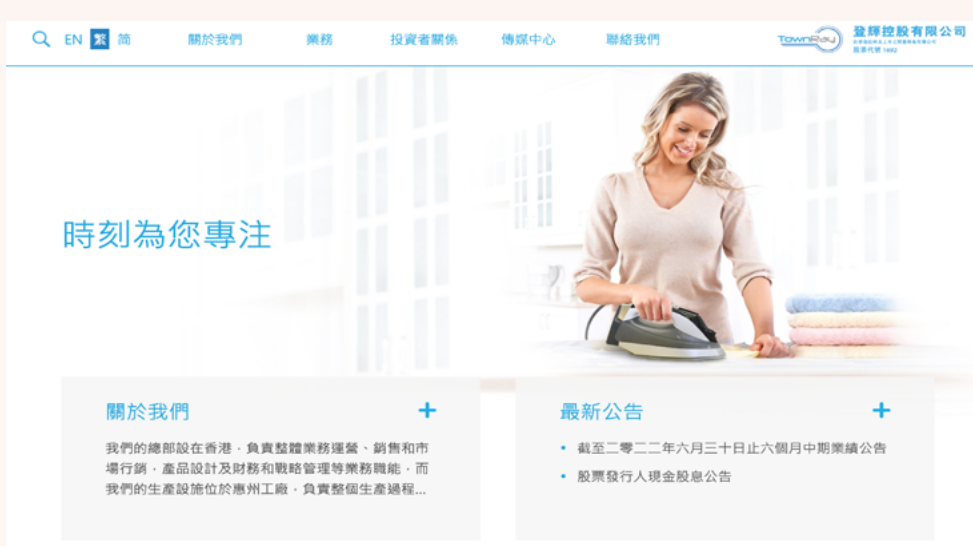 EN 繁 简 關於我們 業務 投資者關係 傳媒中心 聯絡我們
TownRay
登輝控股有限公司
股票代號 1692
時刻為您專注
關於我們 +
我們的總部設在香港，負責整體業務運營、銷售和市
場行銷，產品設計及財務和戰略管理等業務職能，而
我們的生產設施位於惠州工廠，負責整個生產過程...
最新公告 +
• 截至二零二二年六月三十日止六個月中期業績公告
• 股票發行人現金股息公告